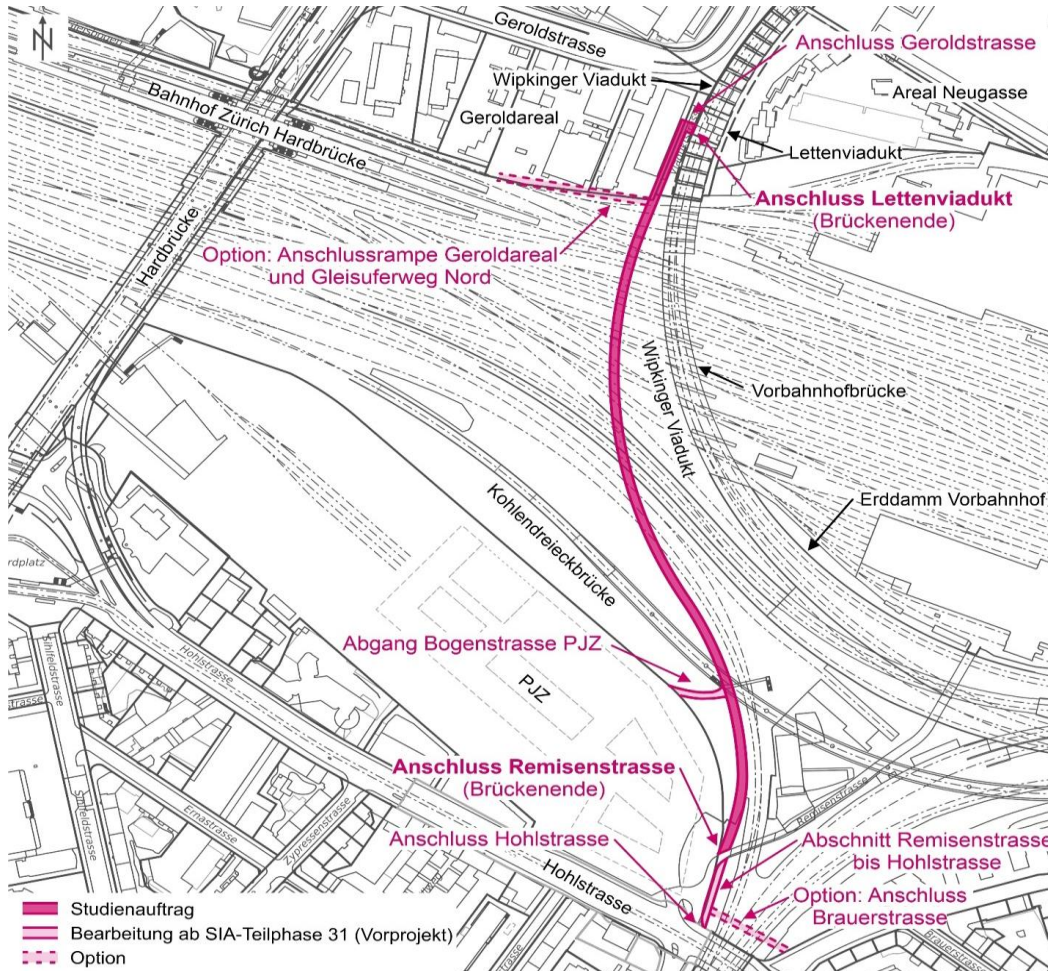 N
Geroldstrasse
Anschluss Geroldstrasse
Wipkinger Viadukt
Areal Neugasse
Bahnhof Zürich Hardbrücke
Geroldareal
Lettenviadukt
Anschluss Lettenviadukt
(Brückenende)
Hardbrücke
Option: Anschlussrampe Geroldareal
und Gleisuferweg Nord
Wipkinger Viadukt
Vorbahnhofbrücke
Kohlendreieckbrücke
Erddamm Vorbahnhof
rdplatz
Hohlstrasse
Abgang Bogenstrasse PJZ
PJZ
Sihlfeldstrasse
strasse
Anschluss Remisenstrasse
(Brückenende)
Remisenstrasse
Ernastrasse
Zypressenstrasse
Sihlfeldstrasse
Anschluss Hohlstrasse
Abschnitt Remisenstrasse
bis Hohlstrasse
Hohlstrasse
Option: Anschluss
Brauerstrasse
Brauerstrasse
Studienauftrag
Bearbeitung ab SIA-Teilphase 31 (Vorprojekt)
Option